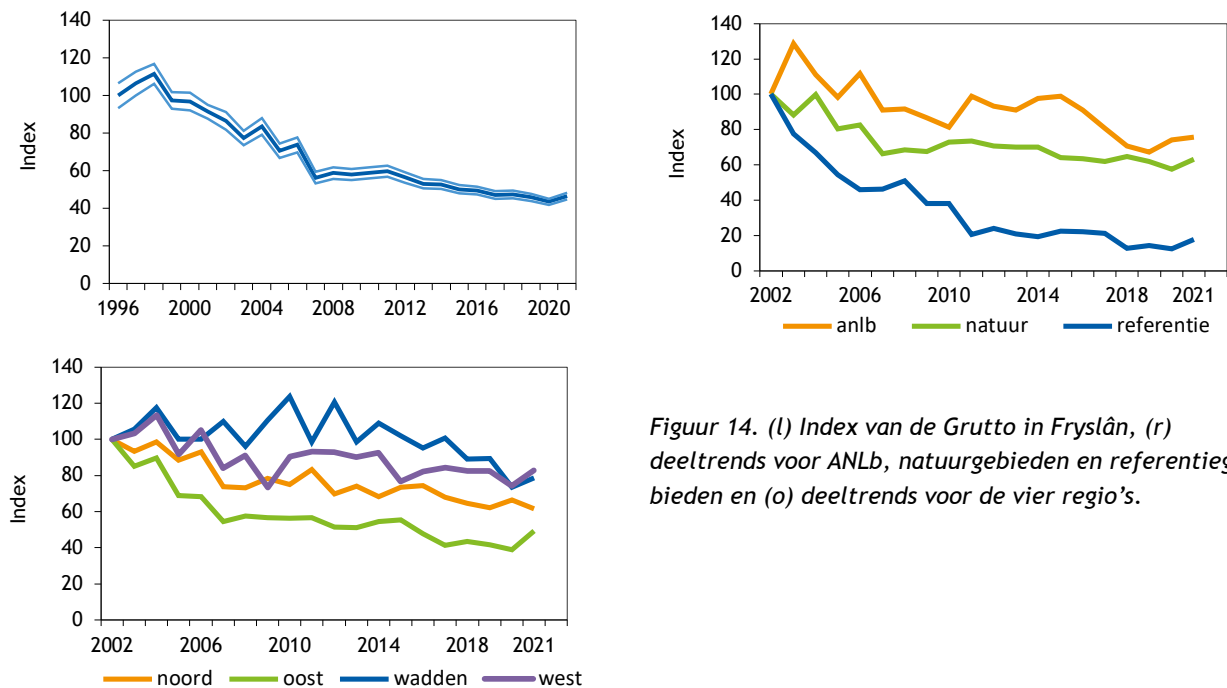 140
120
100
80
60
40
20
0
Index
1996 2000 2004 2008 2012 2016 2020
140
120
100
80
60
40
20
0
Index
2002 2006 2010 2014 2018 2021
anlb natuur referentie
140
120
100
80
60
40
20
0
Index
2002 2006 2010 2014 2018 2021
noord oost wadden west
Figuur 14. (l) Index van de Grutto in Fryslân, (r)
deeltrends voor ANLb, natuurgebieden en referentieg
bieden en (o) deeltrends voor de vier regio's.